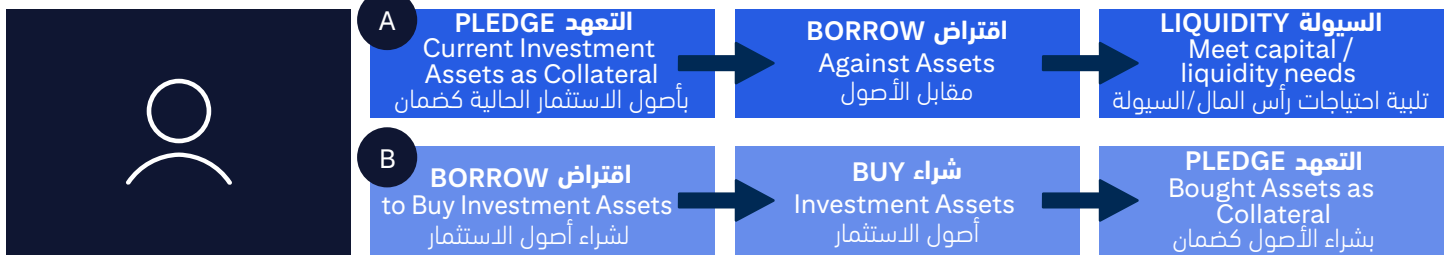 A
PLEDGE التعهد
Current Investment
Assets as Collateral
بأصول الاستثمار الحالية كضمان
BORROW اقتراض
Against Assets
مقابل الأصول
LIQUIDITY السيولة
Meet capital /
liquidity needs
تلبية احتياجات رأس المال/السيولة
B
BORROW اقتراض
to Buy Investment Assets
لشراء أصول الاستثمار
BUY شراء
Investment Assets
أصول الاستثمار
PLEDGE التعهد
Bought Assets as
Collateral
بشراء الأصول كضمان